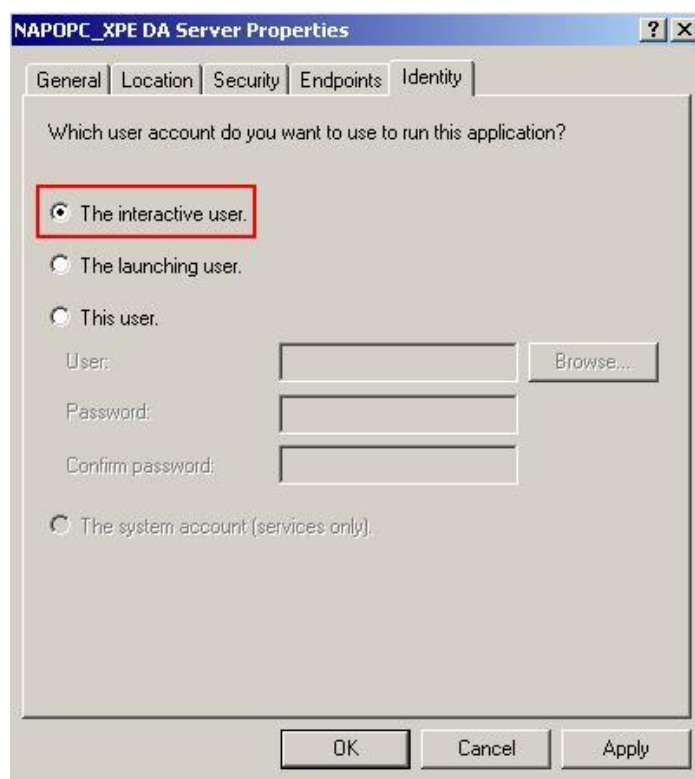 NAPOPC_XPE DA Server Properties
General Location Security Endpoints Identity
Which user account do you want to use to run this application?
The interactive user.
The launching user.
This user.
User:
Browse...
Password:
Confirm password:
The system account (services only).
OK Cancel Apply